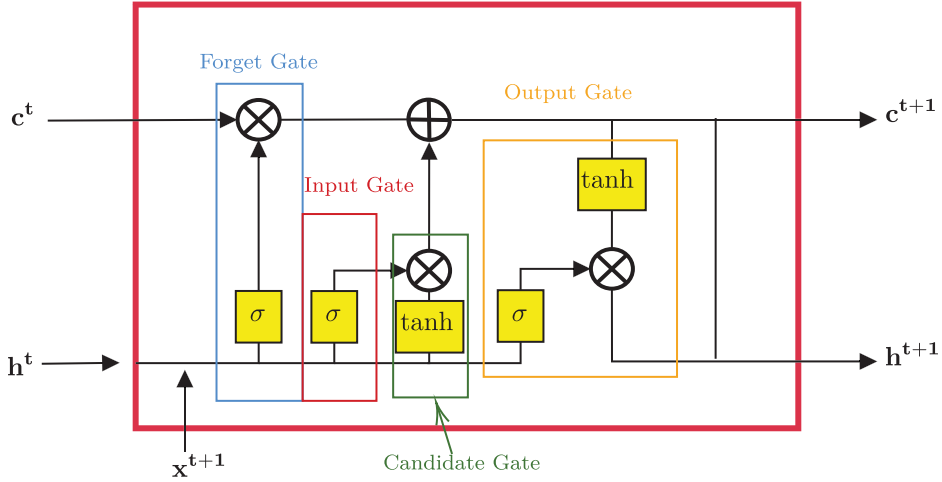 Forget Gate
Output Gate
c^t
c^{t+1}
tanh
Input Gate
σ
σ
tanh
σ
h^t
h^{t+1}
x^{t+1}
Candidate Gate